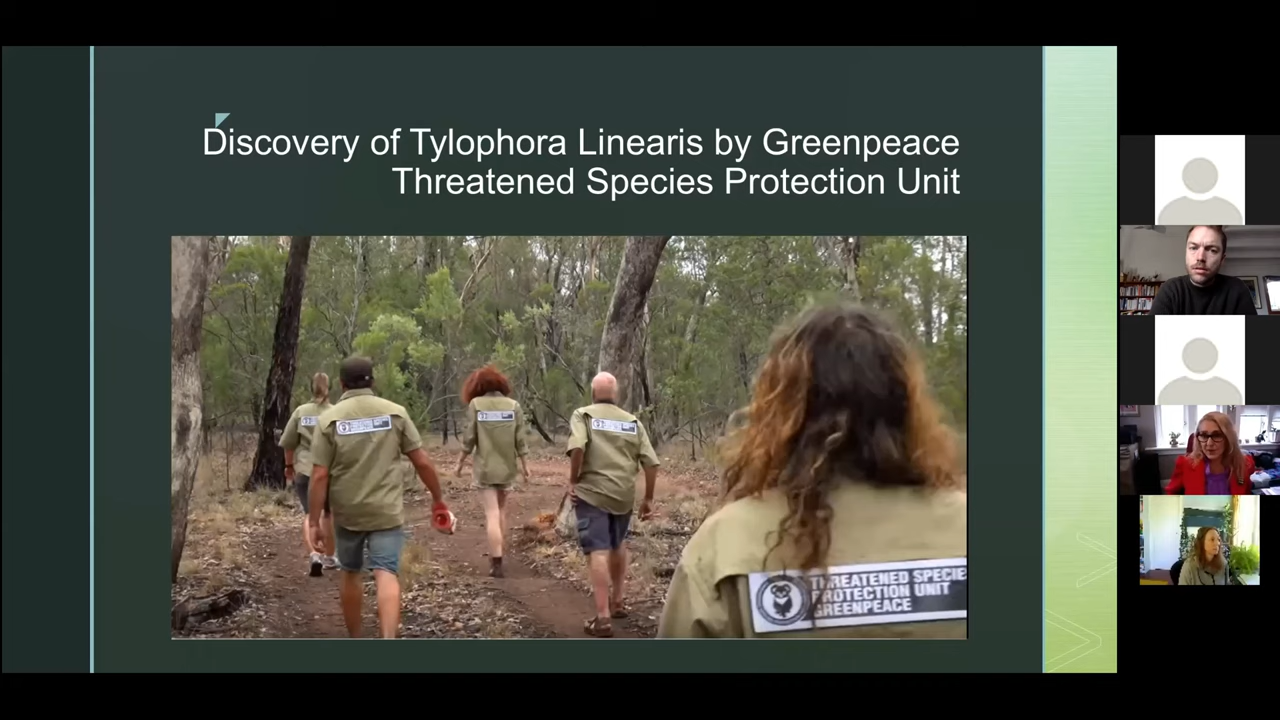 Discovery of Tylophora Linearis by Greenpeace
Threatened Species Protection Unit
THREATENED SPECIE
PROTECTION UNIT
GREENPEACE